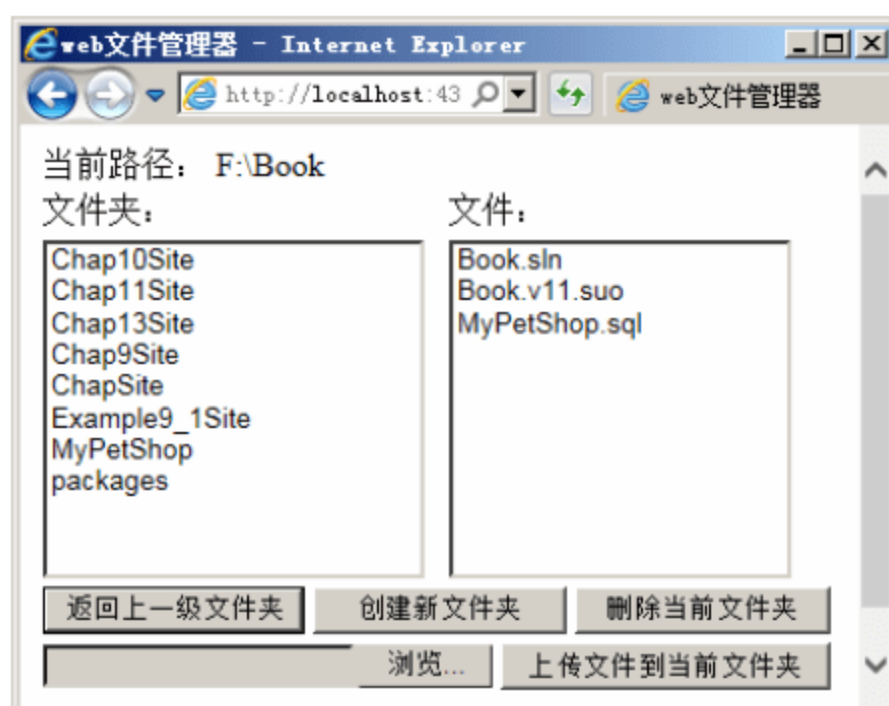 web文件管理器 - Internet Explorer
http://localhost:43
web文件管理器
当前路径： F:\Book
文件夹： 文件：
Chap10Site
Chap11Site
Chap13Site
Chap9Site
ChapSite
Example9_1Site
MyPetShop
packages
Book.sln
Book.v11.suo
MyPetShop.sql
返回上一级文件夹 创建新文件夹 删除当前文件夹
浏览... 上传文件到当前文件夹